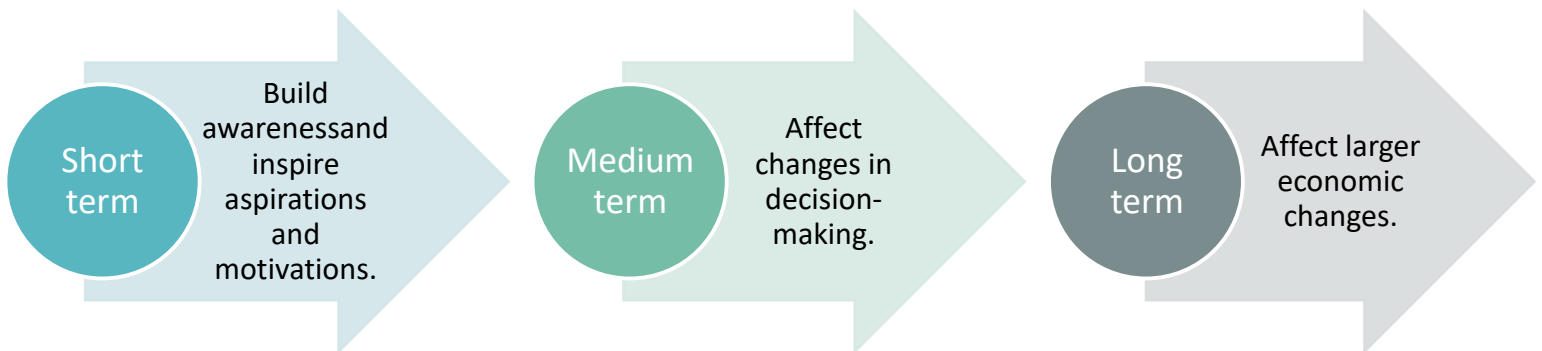 Short
term
Build
awarenessand
inspire
aspirations
and
motivations.
Medium
term
Affect
changes in
decision-
making.
Long
term
Affect larger
economic
changes.